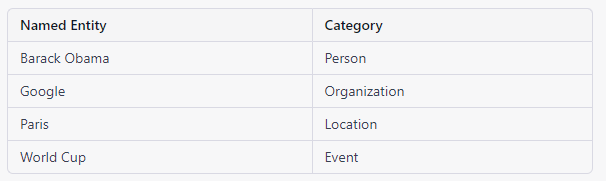 Named Entity Category
Barack Obama Person
Google Organization
Paris Location
World Cup Event